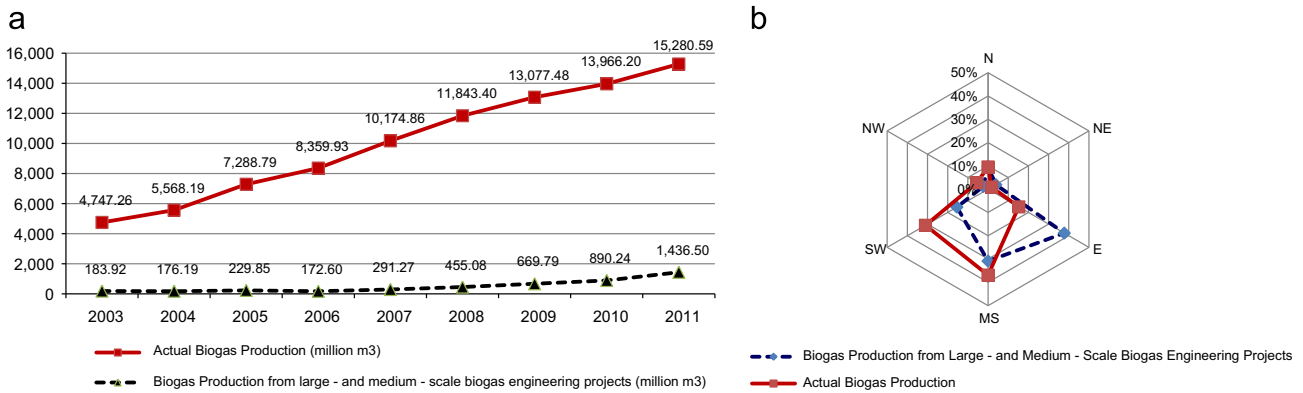 a
16,000
14,000
12,000
10,000
8,000
6,000
4,000
2,000
0
4,747.26
5,568.19
7,288.79
8,359.93
10,174.86
11,843.40
13,077.48
13,966.20
15,280.59
183.92
176.19
229.85
172.60
291.27
455.08
669.79
890.24
1,436.50
2003 2004 2005 2006 2007 2008 2009 2010 2011
Actual Biogas Production (million m3)
Biogas Production from large - and medium - scale biogas engineering projects (million m3)
b
N
NE
E
MS
SW
NW
50%
40%
30%
20%
10%
0%
Biogas Production from Large - and Medium - Scale Biogas Engineering Projects
Actual Biogas Production